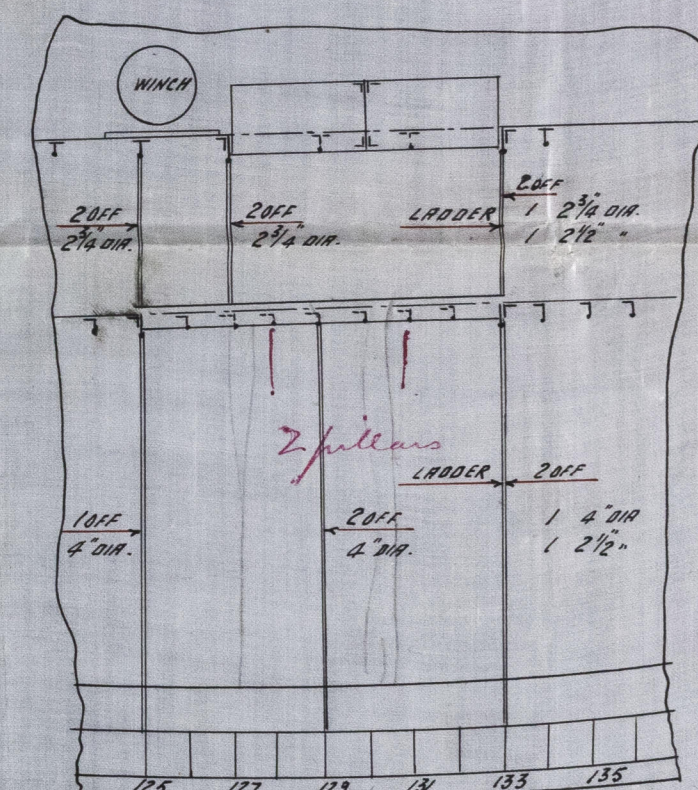 WINCH
2 OFF
2 3/4" DIA.
2 OFF
2 3/4" DIA.
LADDER
2 OFF
1 2 3/4" DIA.
1 2 1/2" "
2 pillars
LADDER
2 OFF
1 4" DIA
1 2 1/2" "
1 OFF
4" DIA.
2 OFF
4" DIA.
125 127 129 131 133 135